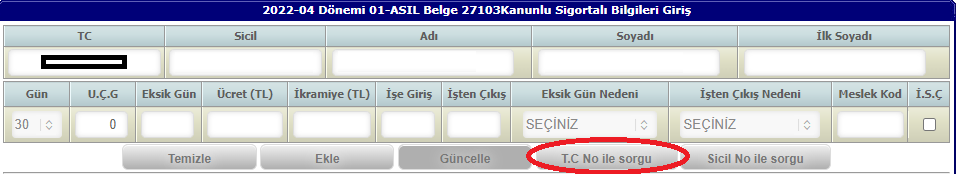 2022-04 Dönemi 01-ASIL Belge 27103Kanunlu Sigortalı Bilgileri Giriş
TC Sicil Adı Soyadı İlk Soyadı
Gün U.Ç.G Eksik Gün Ücret (TL) İkramiye (TL) İşe Giriş İşten Çıkış Eksik Gün Nedeni İşten Çıkış Nedeni Meslek Kod İ.S.Ç
30 0 SEÇİNİZ SEÇİNİZ
Temizle Ekle Güncelle T.C No ile sorgu Sicil No ile sorgu